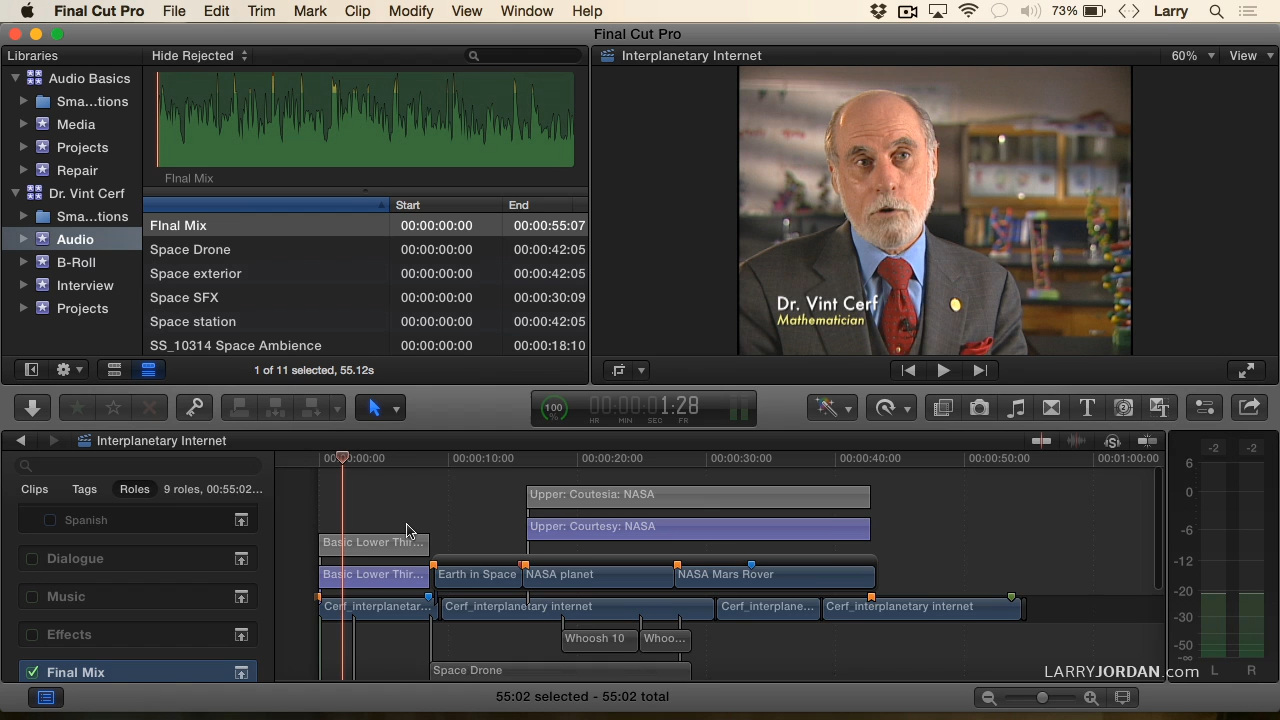 Final Cut Pro File Edit Trim Mark Clip Modify View Window Help 73% Larry
Final Cut Pro
Libraries Hide Rejected Interplanetary Internet 60% View
Audio Basics
Sma...tions
Media
Projects
Repair
Dr. Vint Cerf
Sma...tions
Audio
B-Roll
Interview
Projects
FInal Mix
Start End
FInal Mix 00:00:00:00 00:00:55:07
Space Drone 00:00:00:00 00:00:42:05
Space exterior 00:00:00:00 00:00:42:05
Space SFX 00:00:00:00 00:00:30:09
Space station 00:00:00:00 00:00:42:05
SS_10314 Space Ambience 00:00:00:00 00:00:18:10
1 of 11 selected, 55.12s
Dr. Vint Cerf
Mathematician
100 % 00:00:01:28
HR MIN SEC FR
Interplanetary Internet
Clips Tags Roles 9 roles, 00:55:02...
Spanish
Dialogue
Music
Effects
Final Mix
00:00:10:00 00:00:20:00 00:00:30:00 00:00:40:00 00:00:50:00 00:01:00:00
Upper: Coutesia: NASA
Upper: Courtesy: NASA
Basic Lower Thir...
Basic Lower Thir... Earth in Space NASA planet NASA Mars Rover
Cerf_interplanetar... Cerf_interplanetary internet Cerf_interplane... Cerf_interplanetary internet
Whoosh 10 Whoo...
Space Drone
-2 -2
6
0
-6
-12
-20
-30
-50
-∞ L R
LARRYJORDAN.com
55:02 selected - 55:02 total